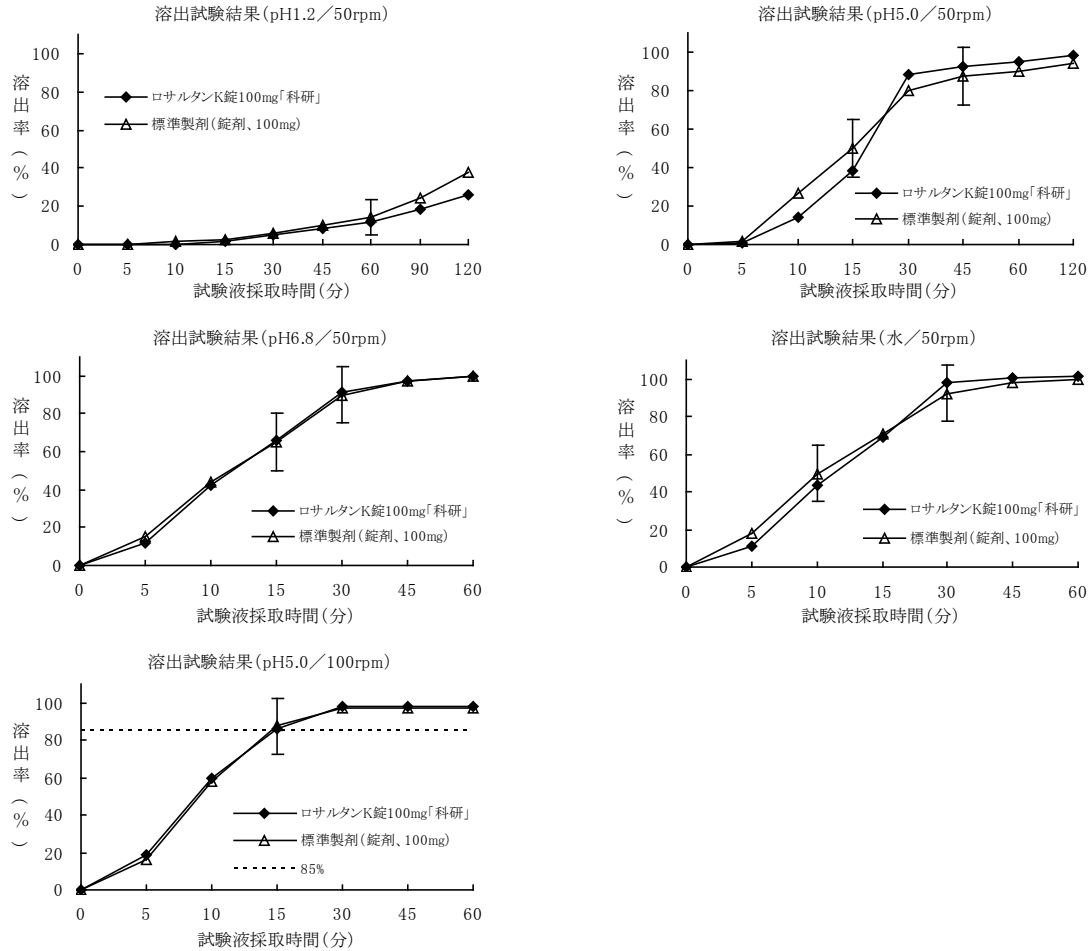 溶出試験結果(pH1.2／50rpm)
100
80
60
40
20
0
溶出率(%)
ロサルタンK錠100mg「科研」
標準製剤(錠剤、100mg)
0 5 10 15 30 45 60 90 120
試験液採取時間(分)
溶出試験結果(pH5.0／50rpm)
100
80
60
40
20
0
溶出率(%)
ロサルタンK錠100mg「科研」
標準製剤(錠剤、100mg)
0 5 10 15 30 45 60 120
試験液採取時間(分)
溶出試験結果(pH6.8／50rpm)
100
80
60
40
20
0
溶出率(%)
ロサルタンK錠100mg「科研」
標準製剤(錠剤、100mg)
0 5 10 15 30 45 60
試験液採取時間(分)
溶出試験結果(水／50rpm)
100
80
60
40
20
0
溶出率(%)
ロサルタンK錠100mg「科研」
標準製剤(錠剤、100mg)
0 5 10 15 30 45 60
試験液採取時間(分)
溶出試験結果(pH5.0／100rpm)
100
80
60
40
20
0
溶出率(%)
ロサルタンK錠100mg「科研」
標準製剤(錠剤、100mg)
85%
0 5 10 15 30 45 60
試験液採取時間(分)